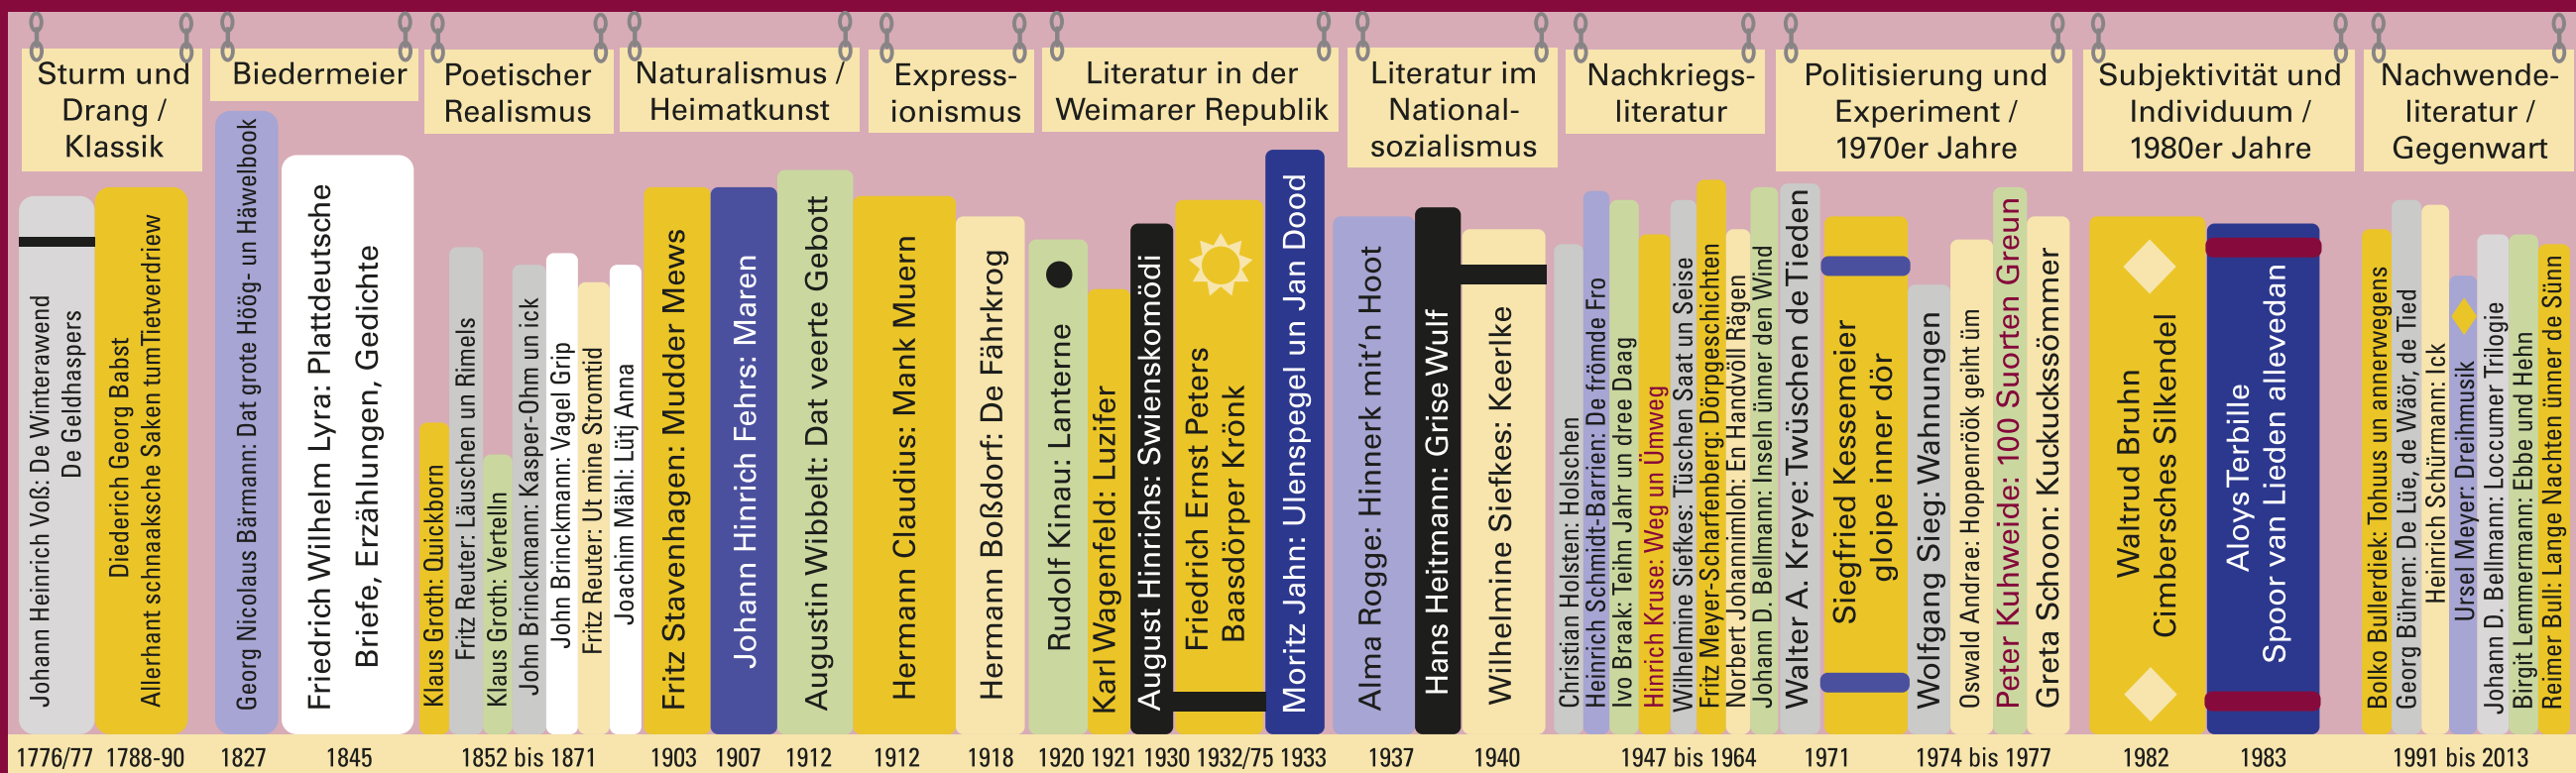 Sturm und
Drang /
Klassik
Biedermeier
Poetischer
Realismus
Naturalismus /
Heimatkunst
Express-
ionismus
Literatur in der
Weimarer Republik
Literatur im
National-
sozialismus
Nachkriegs-
literatur
Politisierung und
Experiment /
1970er Jahre
Subjektivität und
Individuum /
1980er Jahre
Nachwende-
literatur /
Gegenwart
Johann Heinrich Voß: De Winterawend
De Geldhaspers
Diederich Georg Babst
Allerhant schnaaksche Saken tumTietverdriew
Georg Nicolaus Bärmann: Dat grote Höög- un Häwelbook
Friedrich Wilhelm Lyra: Plattdeutsche
Briefe, Erzählungen, Gedichte
Klaus Groth: Quickborn
Fritz Reuter: Läuschen un Rimels
Klaus Groth: Vertelln
John Brinckmann: Kasper-Ohm un ick
John Brinckmann: Vagel Grip
Fritz Reuter: Ut mine Stromtid
Joachim Mähl: Lütj Anna
Fritz Stavenhagen: Mudder Mews
Johann Hinrich Fehrs: Maren
Augustin Wibbelt: Dat veerte Gebott
Hermann Claudius: Mank Muern
Hermann Boßdorf: De Fährkrog
Rudolf Kinau: Lanterne
Karl Wagenfeld: Luzifer
August Hinrichs: Swienskomödi
Friedrich Ernst Peters
Baasdörper Krönk
Moritz Jahn: Ulenspegel un Jan Dood
Alma Rogge: Hinnerk mit‘n Hoot
Hans Heitmann: Grise Wulf
Wilhelmine Siefkes: Keerlke
Christian Holsten: Holschen
Heinrich Schmidt-Barrien: De frömde Fro
Ivo Braak: Teihn Jahr un dree Daag
Hinrich Kruse: Weg un Ümweg
Wilhelmine Siefkes: Tüschen Saat un Seise
Fritz Meyer-Scharfenberg: Dörpgeschichten
Norbert Johannimloh: En Handvöll Rägen
Johann D. Bellmann: Inseln ünner den Wind
Walter A. Kreye: Twüschen de Tieden
Siegfried Kessemeier
gloipe inner dör
Wolfgang Sieg: Wahnungen
Oswald Andrae: Hoppenröök geiht üm
Peter Kuhweide: 100 Suorten Greun
Greta Schoon: Kuckuckssömmer
Waltrud Bruhn
Cimbersches Silkendel
AloysTerbille
Spoor van Lieden allevedan
Bolko Bullerdiek: Tohuus un annerwegens
Georg Bühren: De Lüe, de Wäör, de Tied
Heinrich Schürmann: Ick
Ursel Meyer: Dreihmusik
Johann D. Bellmann: Loccumer Trilogie
Birgit Lemmermann: Ebbe und Hehn
Reimer Bull: Lange Nachten ünner de Sünn
1776/77 1788-90 1827 1845 1852 bis 1871 1903 1907 1912 1912 1918 1920 1921 1930 1932/75 1933 1937 1940 1947 bis 1964 1971 1974 bis 1977 1982 1983 1991 bis 2013